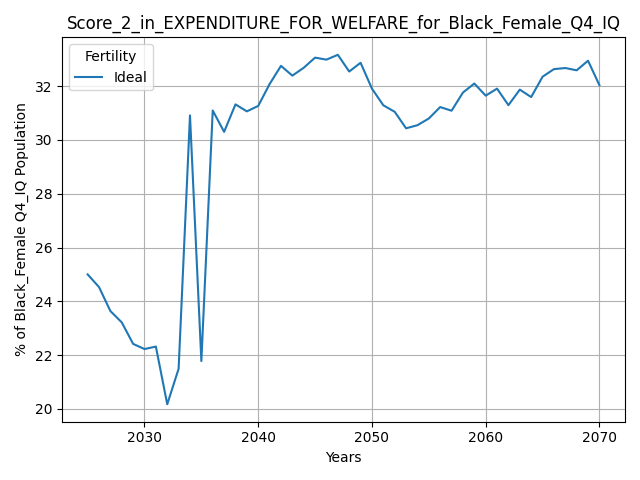 Score_2_in_EXPENDITURE_FOR_WELFARE_for_Black_Female_Q4_IQ
Fertility
Ideal
% of Black_Female Q4_IQ Population
32
30
28
26
24
22
20
2030 2040 2050 2060 2070
Years